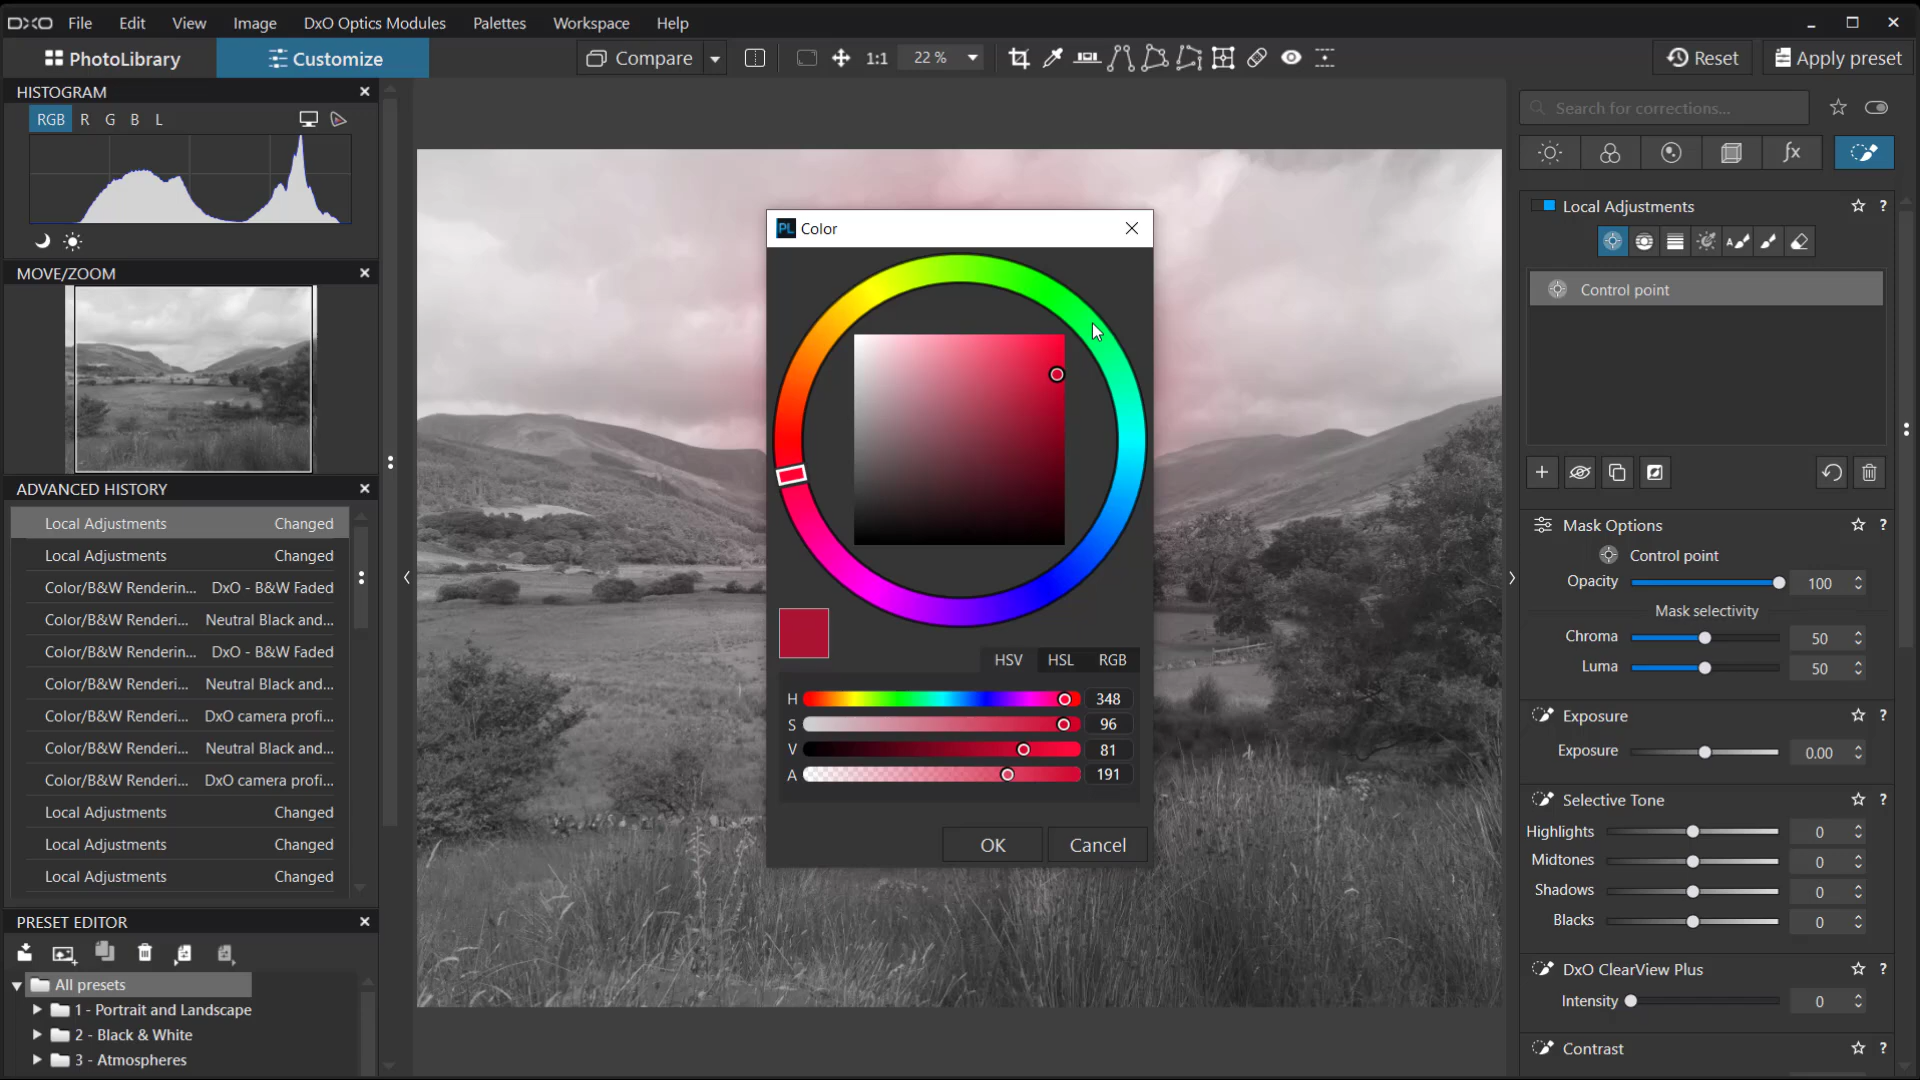 DXO File Edit View Image DxO Optics Modules Palettes Workspace Help
PhotoLibrary Customize Compare 1:1 22 % Reset Apply preset
HISTOGRAM
RGB R G B L
MOVE/ZOOM
ADVANCED HISTORY
Local Adjustments Changed
Local Adjustments Changed
Color/B&W Renderin... DxO - B&W Faded
Color/B&W Renderi... Neutral Black and...
Color/B&W Renderin... DxO - B&W Faded
Color/B&W Renderi... Neutral Black and...
Color/B&W Renderi... DxO camera profi...
Color/B&W Renderi... Neutral Black and...
Color/B&W Renderi... DxO camera profi...
Local Adjustments Changed
Local Adjustments Changed
Local Adjustments Changed
PRESET EDITOR
All presets
1 - Portrait and Landscape
2 - Black & White
3 - Atmospheres
PL Color
HSV HSL RGB
H 348
S 96
V 81
A 191
OK Cancel
Search for corrections...
fx
Local Adjustments ?
A
Control point
Mask Options ?
Control point
Opacity 100
Mask selectivity
Chroma 50
Luma 50
Exposure ?
Exposure 0.00
Selective Tone ?
Highlights 0
Midtones 0
Shadows 0
Blacks 0
DxO ClearView Plus ?
Intensity 0
Contrast ?